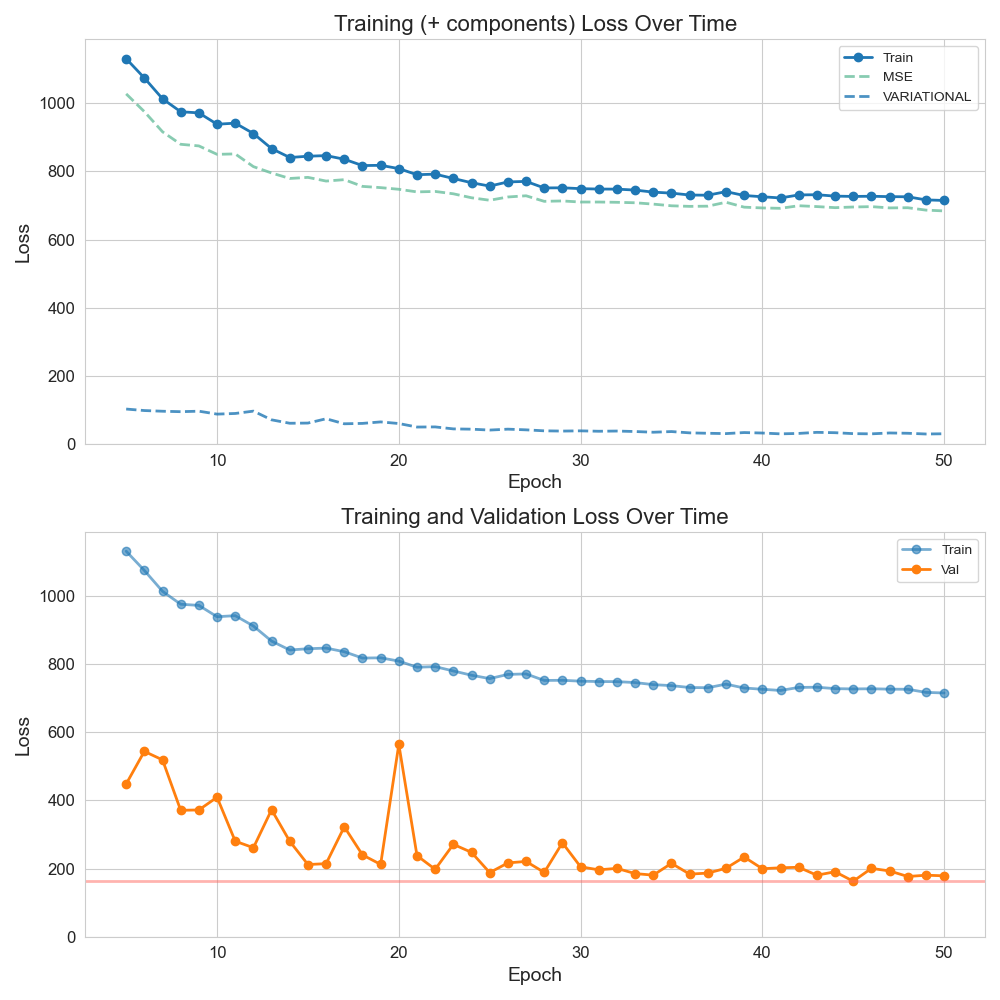 Training (+ components) Loss Over Time
Train
MSE
VARIATIONAL
Loss
1000
800
600
400
200
0
10 20 30 40 50
Epoch
Training and Validation Loss Over Time
Train
Val
Loss
1000
800
600
400
200
0
10 20 30 40 50
Epoch